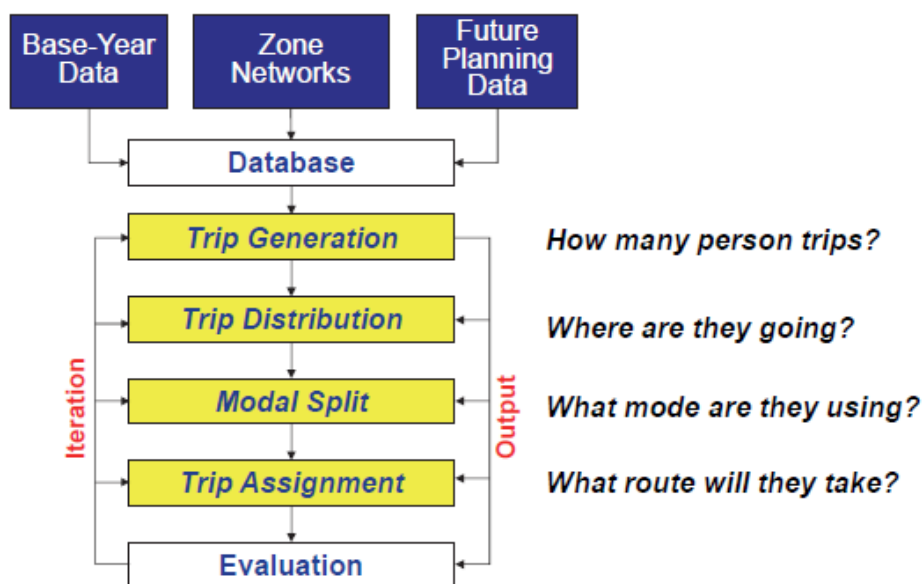 Base-Year
Data
Zone
Networks
Future
Planning
Data
Database
Trip Generation
How many person trips?
Trip Distribution
Where are they going?
Iteration
Output
Modal Split
What mode are they using?
Trip Assignment
What route will they take?
Evaluation